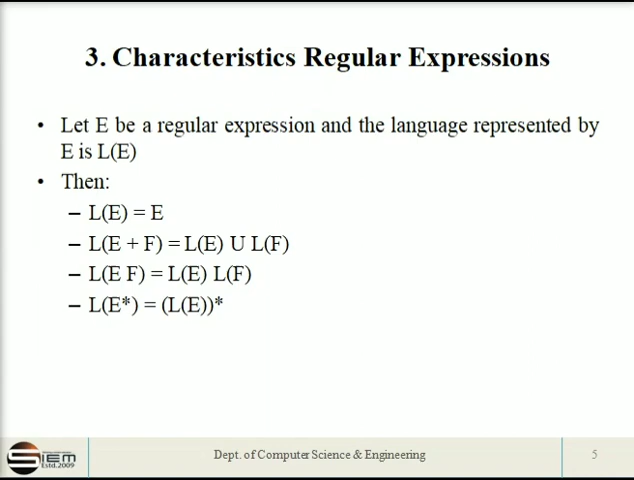 3. Characteristics Regular Expressions
• Let E be a regular expression and the language represented by
E is L(E)
• Then:
– L(E) = E
– L(E + F) = L(E) U L(F)
– L(E F) = L(E) L(F)
– L(E*) = (L(E))*
SIEM
Estd.2009
Dept. of Computer Science & Engineering
5